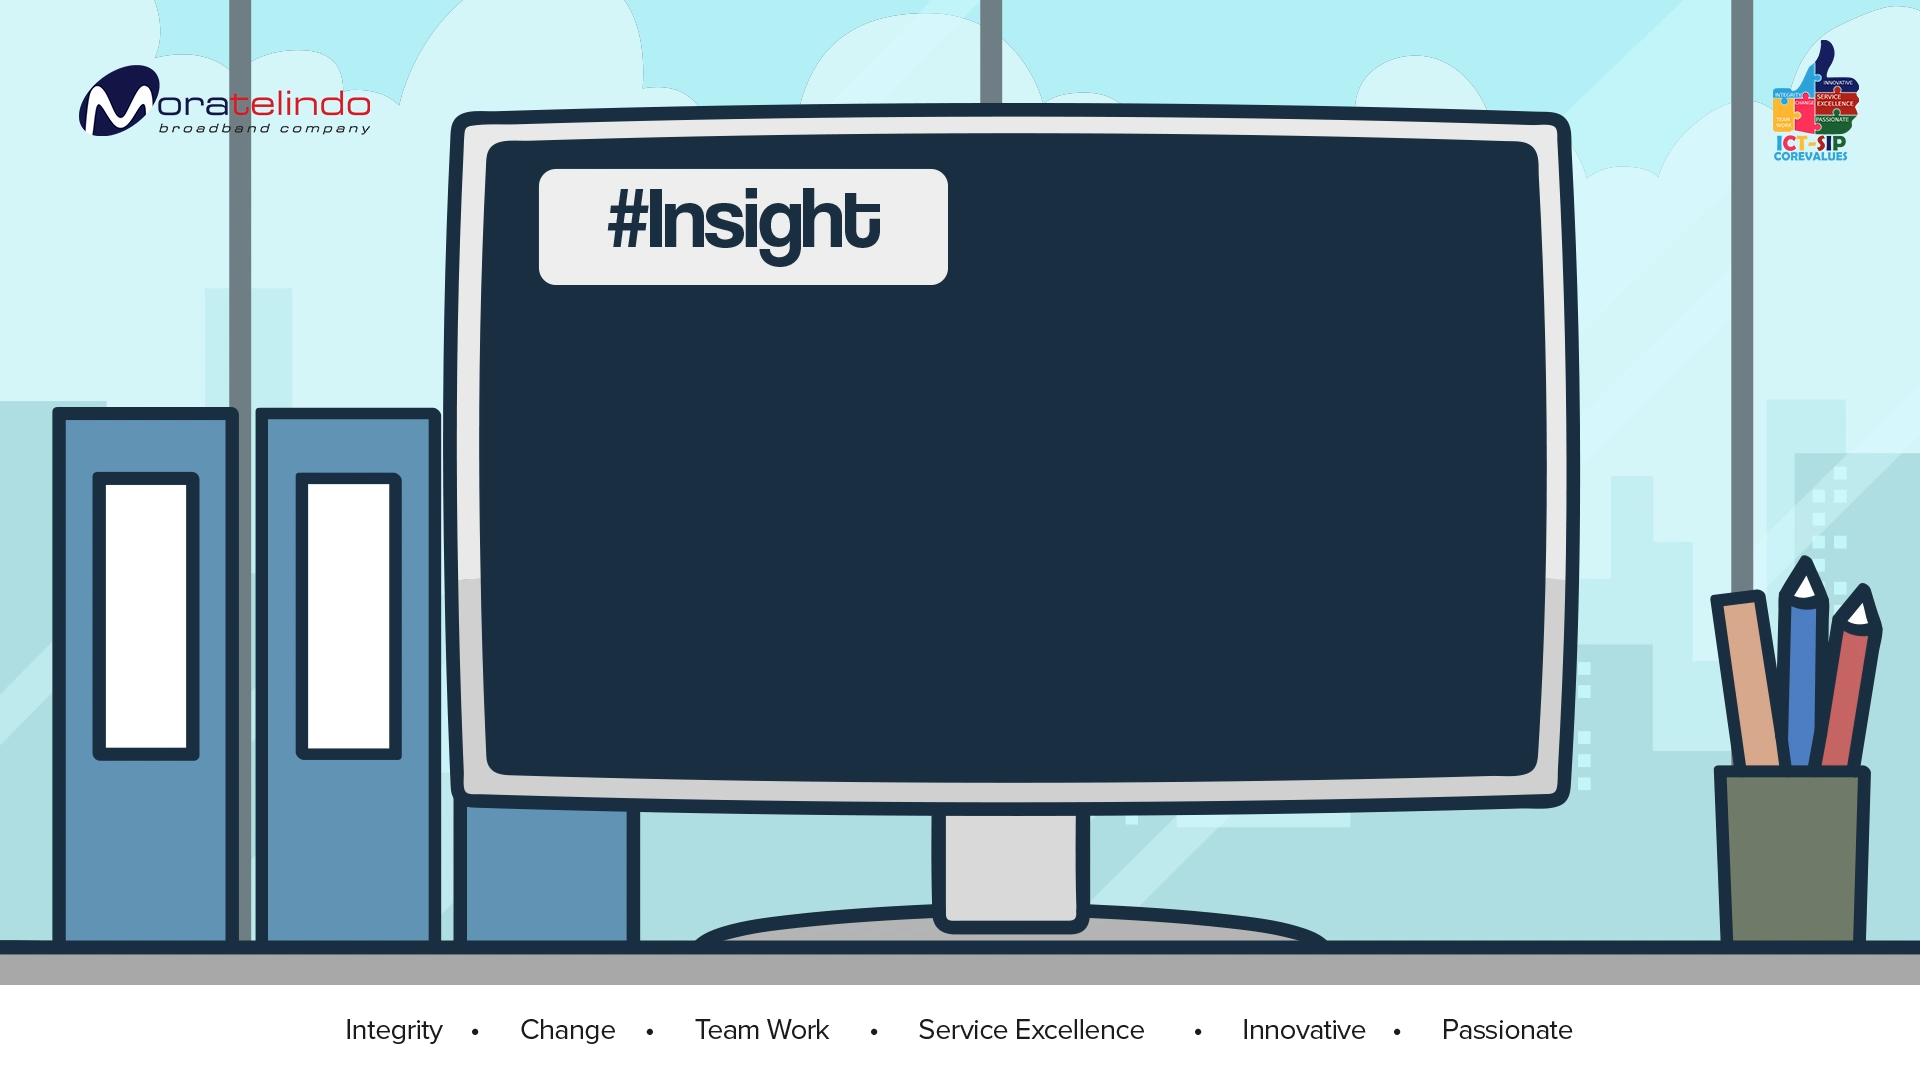 Moratelindo
broadband company
INNOVATIVE
INTEGRITY
SERVICE
EXCELLENCE
CHANGE
TEAM
WORK
PASSIONATE
ICT-SIP
COREVALUES
#Insight
Integrity • Change • Team Work • Service Excellence • Innovative • Passionate